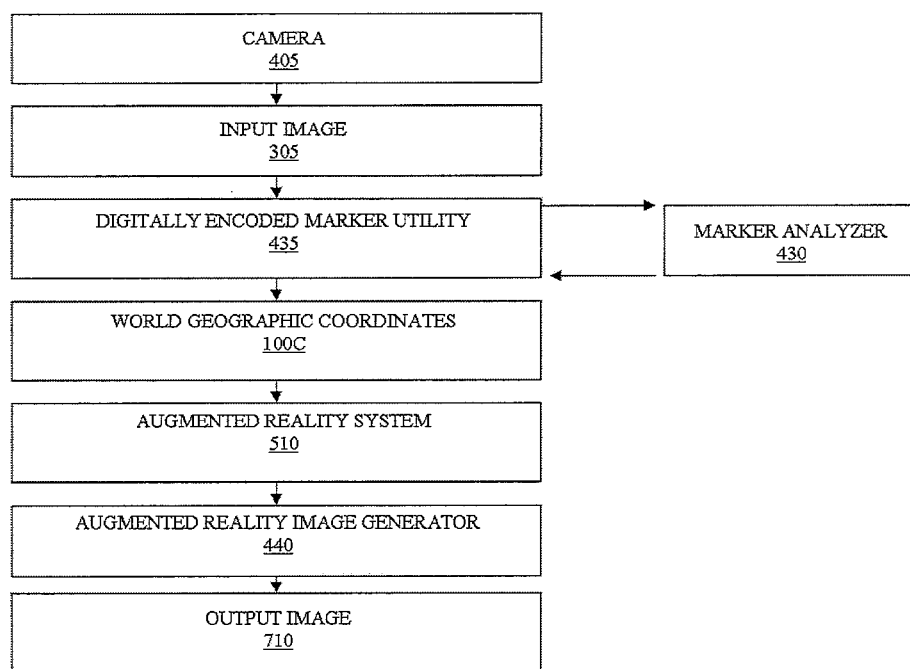 CAMERA
405
INPUT IMAGE
305
DIGITALLY ENCODED MARKER UTILITY
435
MARKER ANALYZER
430
WORLD GEOGRAPHIC COORDINATES
100C
AUGMENTED REALITY SYSTEM
510
AUGMENTED REALITY IMAGE GENERATOR
440
OUTPUT IMAGE
710